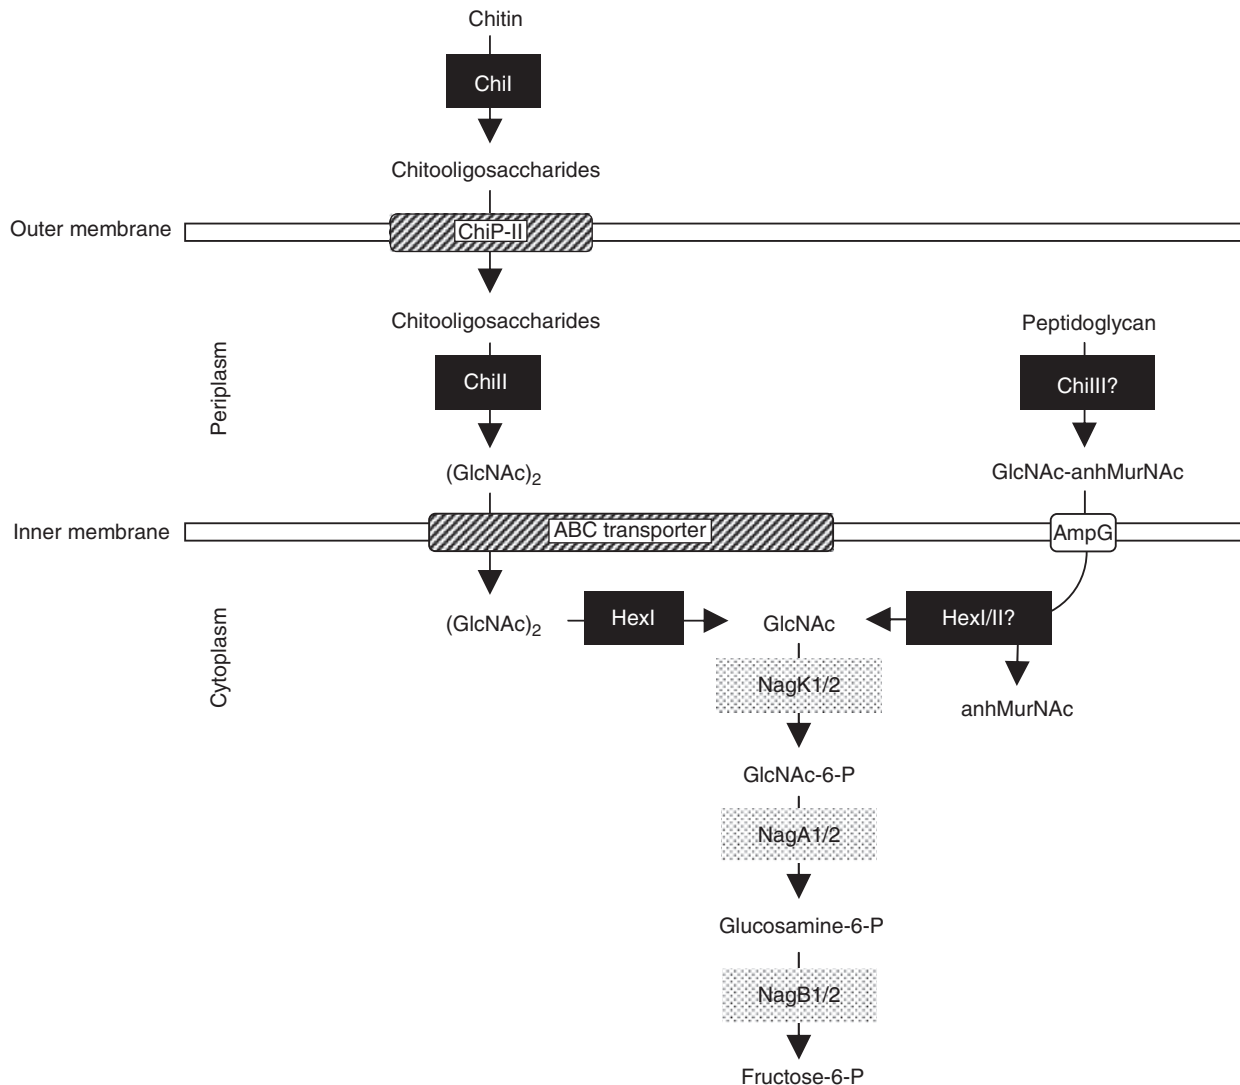 Chitin
ChiI
Chitooligosaccharides
Outer membrane
ChiP-II
Chitooligosaccharides
Peptidoglycan
Periplasm
ChiII
ChiIII?
(GlcNAc)2
GlcNAc-anhMurNAc
Inner membrane
ABC transporter
AmpG
Cytoplasm
(GlcNAc)2
HexI
GlcNAc
HexI/II?
NagK1/2
anhMurNAc
GlcNAc-6-P
NagA1/2
Glucosamine-6-P
NagB1/2
Fructose-6-P